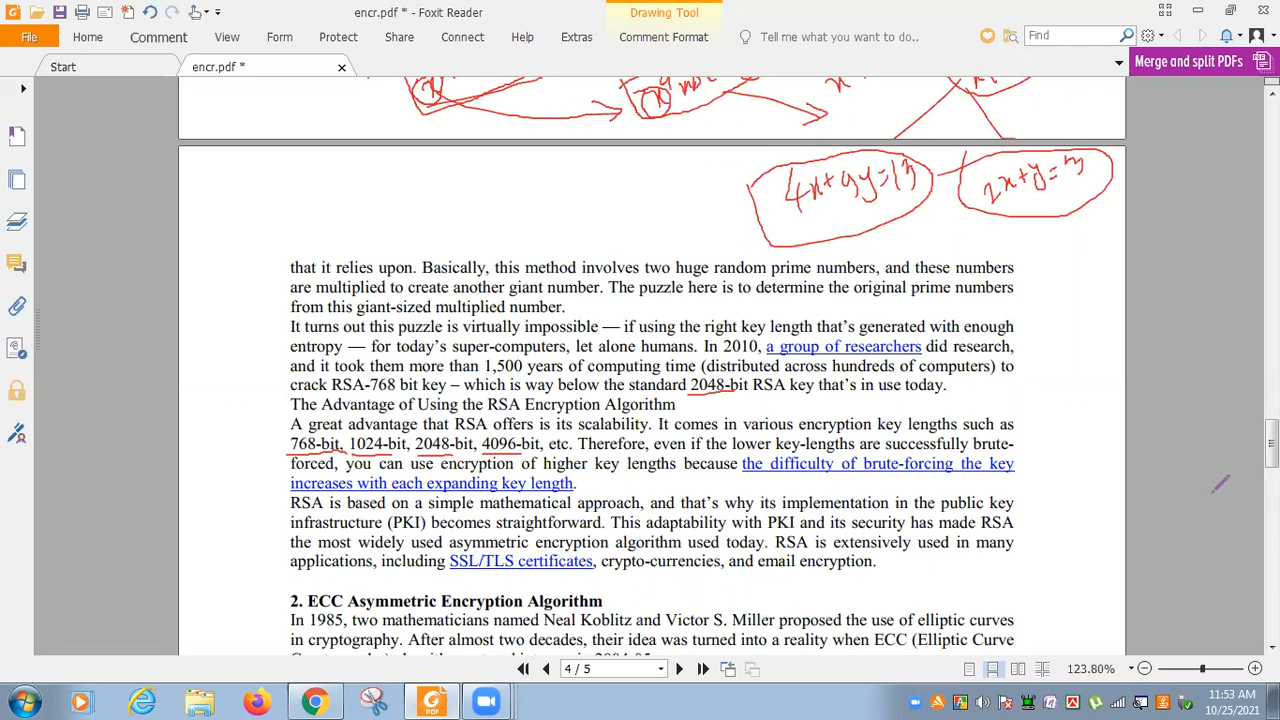 encr.pdf * - Foxit Reader
Drawing Tool
File Home Comment View Form Protect Share Connect Help Extras Comment Format Tell me what you want to do.. Find
Start encr.pdf *
Merge and split PDFs
4x+9y=13 2x+y=3
that it relies upon. Basically, this method involves two huge random prime numbers, and these numbers
are multiplied to create another giant number. The puzzle here is to determine the original prime numbers
from this giant-sized multiplied number.
It turns out this puzzle is virtually impossible — if using the right key length that’s generated with enough
entropy — for today’s super-computers, let alone humans. In 2010, a group of researchers did research,
and it took them more than 1,500 years of computing time (distributed across hundreds of computers) to
crack RSA-768 bit key – which is way below the standard 2048-bit RSA key that’s in use today.
The Advantage of Using the RSA Encryption Algorithm
A great advantage that RSA offers is its scalability. It comes in various encryption key lengths such as
768-bit, 1024-bit, 2048-bit, 4096-bit, etc. Therefore, even if the lower key-lengths are successfully brute-
forced, you can use encryption of higher key lengths because the difficulty of brute-forcing the key
increases with each expanding key length.
RSA is based on a simple mathematical approach, and that’s why its implementation in the public key
infrastructure (PKI) becomes straightforward. This adaptability with PKI and its security has made RSA
the most widely used asymmetric encryption algorithm used today. RSA is extensively used in many
applications, including SSL/TLS certificates, crypto-currencies, and email encryption.
2. ECC Asymmetric Encryption Algorithm
In 1985, two mathematicians named Neal Koblitz and Victor S. Miller proposed the use of elliptic curves
in cryptography. After almost two decades, their idea was turned into a reality when ECC (Elliptic Curve
4 / 5
123.80%
11:53 AM
10/25/2021